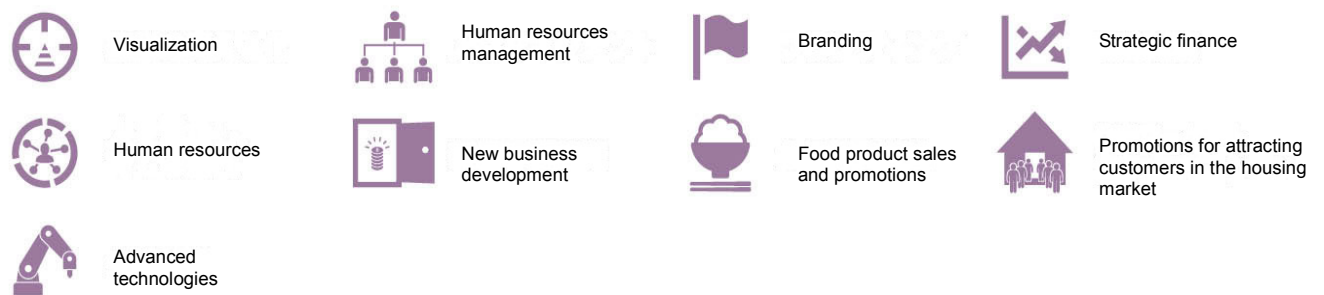 Visualization
Human resources
management
Branding
Strategic finance
Human resources
New business
development
Food product sales
and promotions
Promotions for attracting
customers in the housing
market
Advanced
technologies